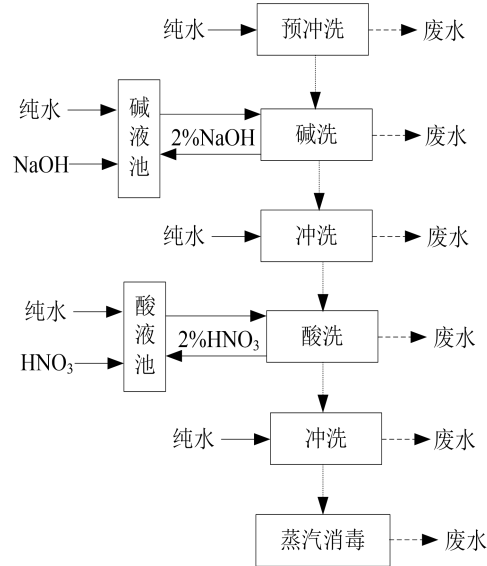 纯水 预冲洗 废水
纯水 碱液池 2%NaOH 碱洗 废水
NaOH
纯水 冲洗 废水
纯水 酸液池 2%HNO₃ 酸洗 废水
HNO₃
纯水 冲洗 废水
蒸汽消毒 废水